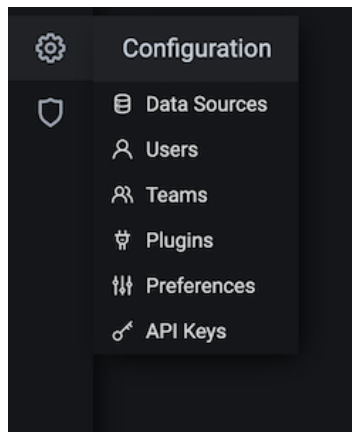 Configuration
Data Sources
Users
Teams
Plugins
Preferences
API Keys